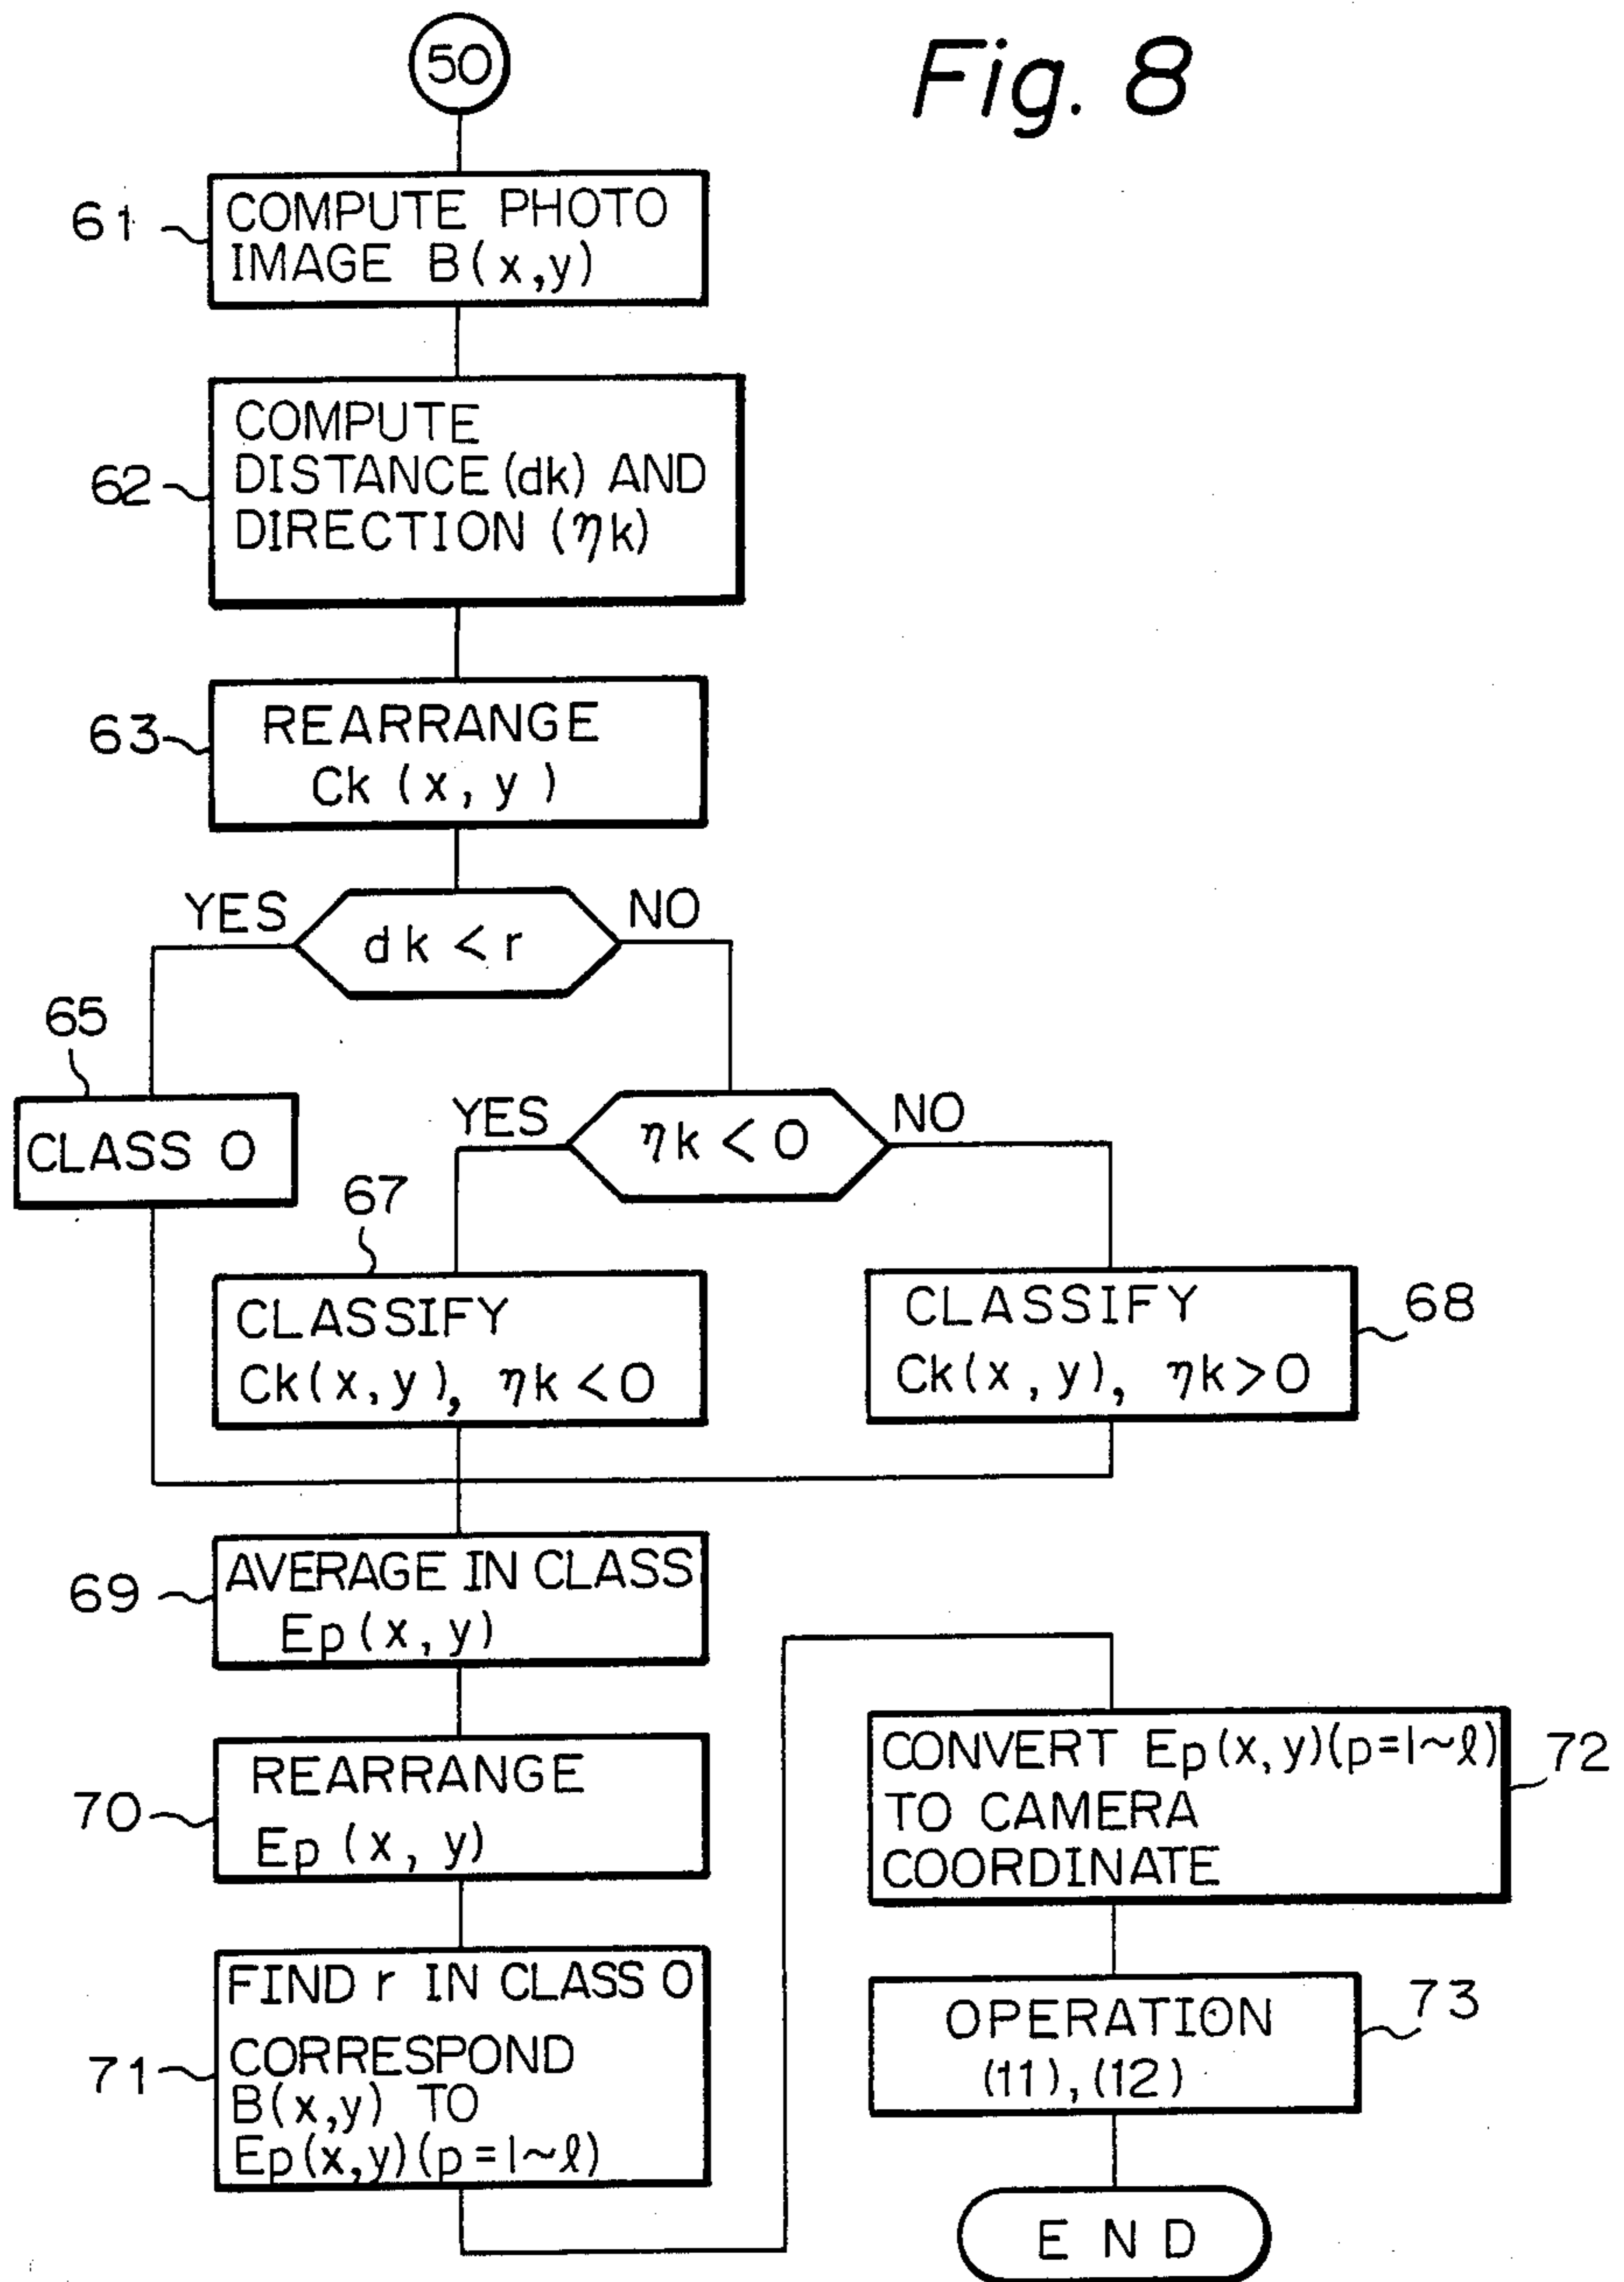 Fig. 8
50
61
COMPUTE PHOTO
IMAGE B(x,y)
62
COMPUTE
DISTANCE (dk) AND
DIRECTION (ηk)
63
REARRANGE
Ck (x, y )
YES
dk < r
NO
65
CLASS 0
YES
ηk < 0
NO
67
CLASSIFY
Ck(x,y), ηk<0
CLASSIFY
Ck(x,y), ηk>0
68
69
AVERAGE IN CLASS
Ep(x,y)
70
REARRANGE
Ep (x, y)
71
FIND r IN CLASS 0
CORRESPOND
B(x,y) TO
Ep(x,y)(p=1~ℓ)
CONVERT Ep(x,y)(p=1~ℓ)
TO CAMERA
COORDINATE
72
OPERATION
(11),(12)
73
END